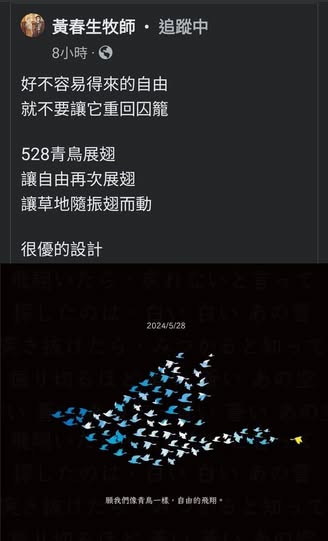 黃春生牧師 • 追蹤中
8小時 ·
好不容易得來的自由
就不要讓它重回囚籠
528青鳥展翅
讓自由再次展翅
讓草地隨振翅而動
很優的設計
2024/5/28
願我們像青鳥一樣，自由的飛翔。